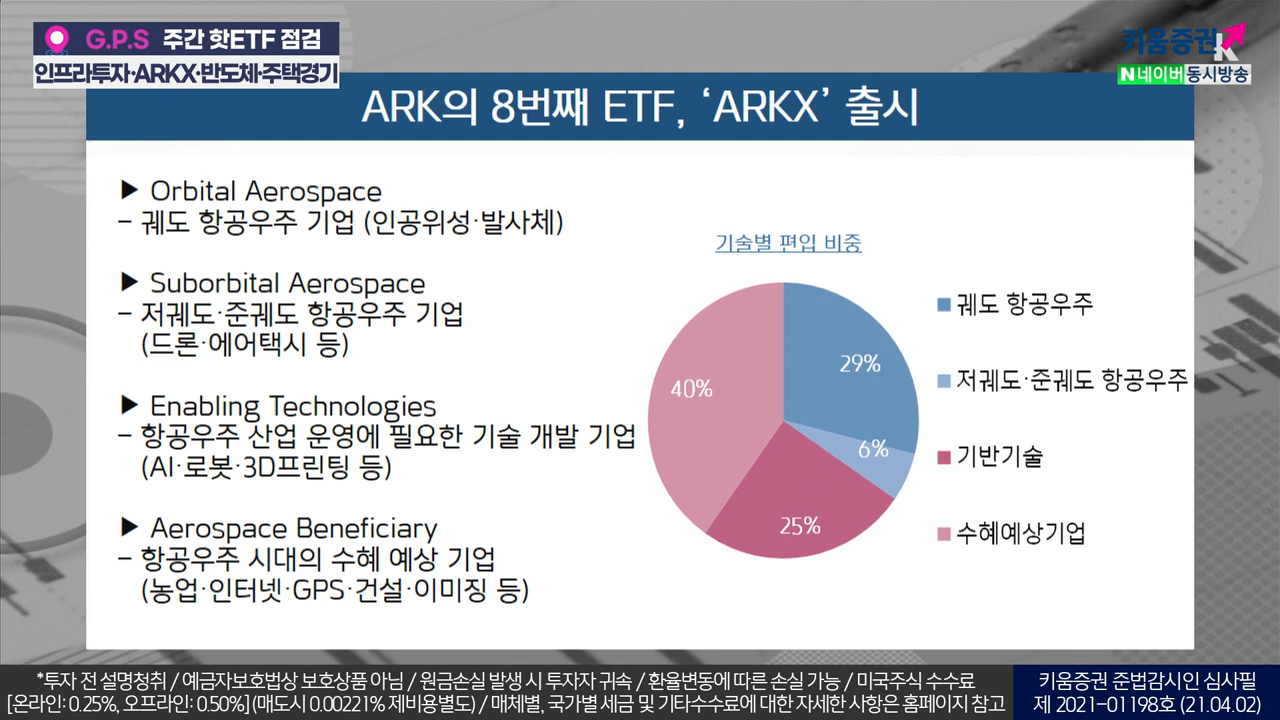 G.P.S 주간 핫ETF 점검
인프라투자·ARKX·반도체·주택경기
키움증권
N네이버동시방송
ARK의 8번째 ETF, ‘ARKX’ 출시
▶ Orbital Aerospace
- 궤도 항공우주 기업 (인공위성·발사체)
▶ Suborbital Aerospace
- 저궤도·준궤도 항공우주 기업
(드론·에어택시 등)
▶ Enabling Technologies
- 항공우주 산업 운영에 필요한 기술 개발 기업
(AI·로봇·3D프린팅 등)
▶ Aerospace Beneficiary
- 항공우주 시대의 수혜 예상 기업
(농업·인터넷·GPS·건설·이미징 등)
기술별 편입 비중
29%
6%
25%
40%
궤도 항공우주
저궤도·준궤도 항공우주
기반기술
수혜예상기업
*투자 전 설명청취 / 예금자보호법상 보호상품 아님 / 원금손실 발생 시 투자자 귀속 / 환율변동에 따른 손실 가능 / 미국주식 수수료
[온라인: 0.25%, 오프라인: 0.50%] (매도시 0.00221% 제비용별도) / 매체별, 국가별 세금 및 기타수수료에 대한 자세한 사항은 홈페이지 참고
키움증권 준법감시인 심사필
제 2021-01198호 (21.04.02)